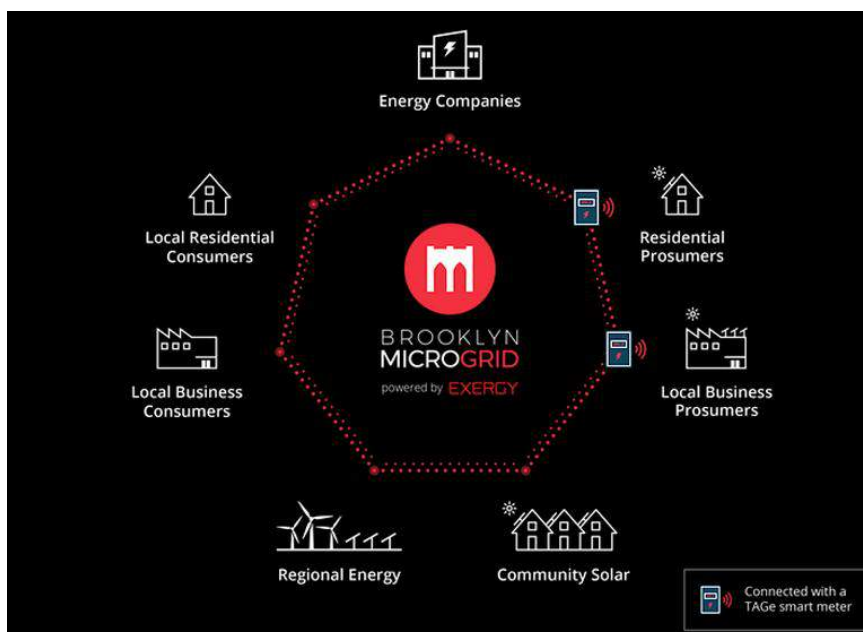 Energy Companies
Local Residential
Consumers
Residential
Prosumers
BROOKLYN
MICROGRID
powered by EXERGY
Local Business
Consumers
Local Business
Prosumers
Regional Energy
Community Solar
Connected with a
TAGe smart meter